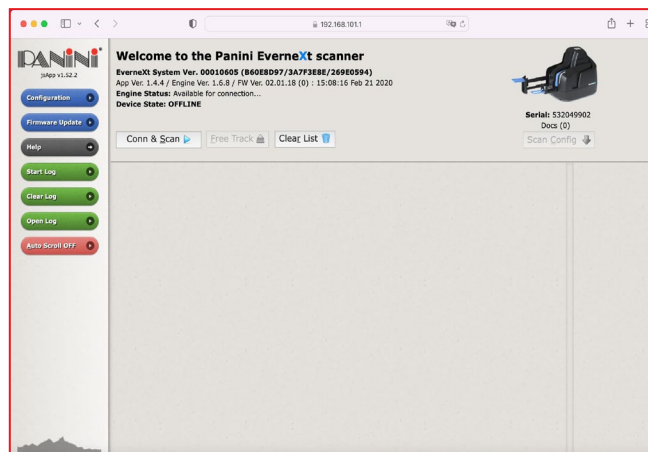 192.168.101.1
PANINI
jsApp v1.52.2
Configuration
Firmware Update
Help
Start Log
Clear Log
Open Log
Auto Scroll OFF
Welcome to the Panini EverneXt scanner
EverneXt System Ver. 00010605 (B60E8D97/3A7F3E8E/269E0594)
App Ver. 1.4.4 / Engine Ver. 1.6.8 / FW Ver. 02.01.18 (0) : 15:08:16 Feb 21 2020
Engine Status: Available for connection...
Device State: OFFLINE
Conn & Scan
Free Track
Clear List
Serial: 532049902
Docs (0)
Scan Config